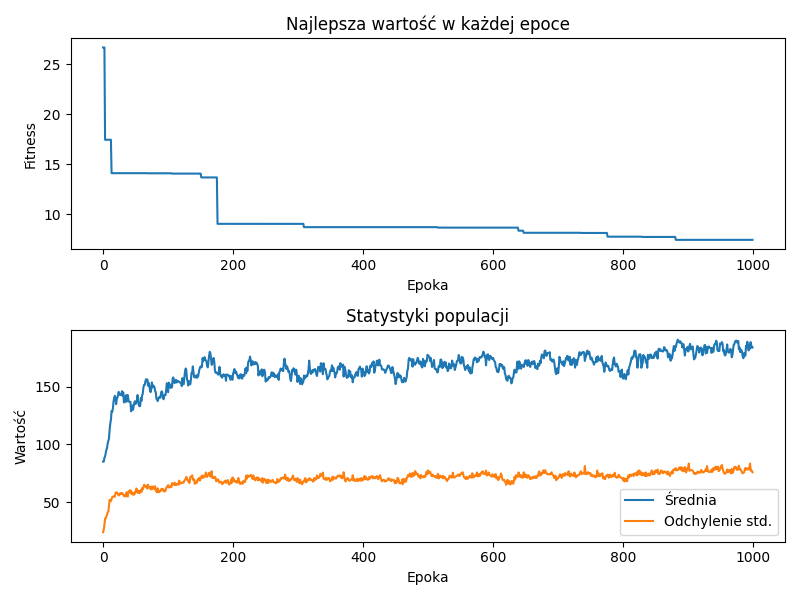 Najlepsza wartość w każdej epoce
25
20
15
10
Fitness
0 200 400 600 800 1000
Epoka
Statystyki populacji
150
100
50
Wartość
Średnia
Odchylenie std.
0 200 400 600 800 1000
Epoka